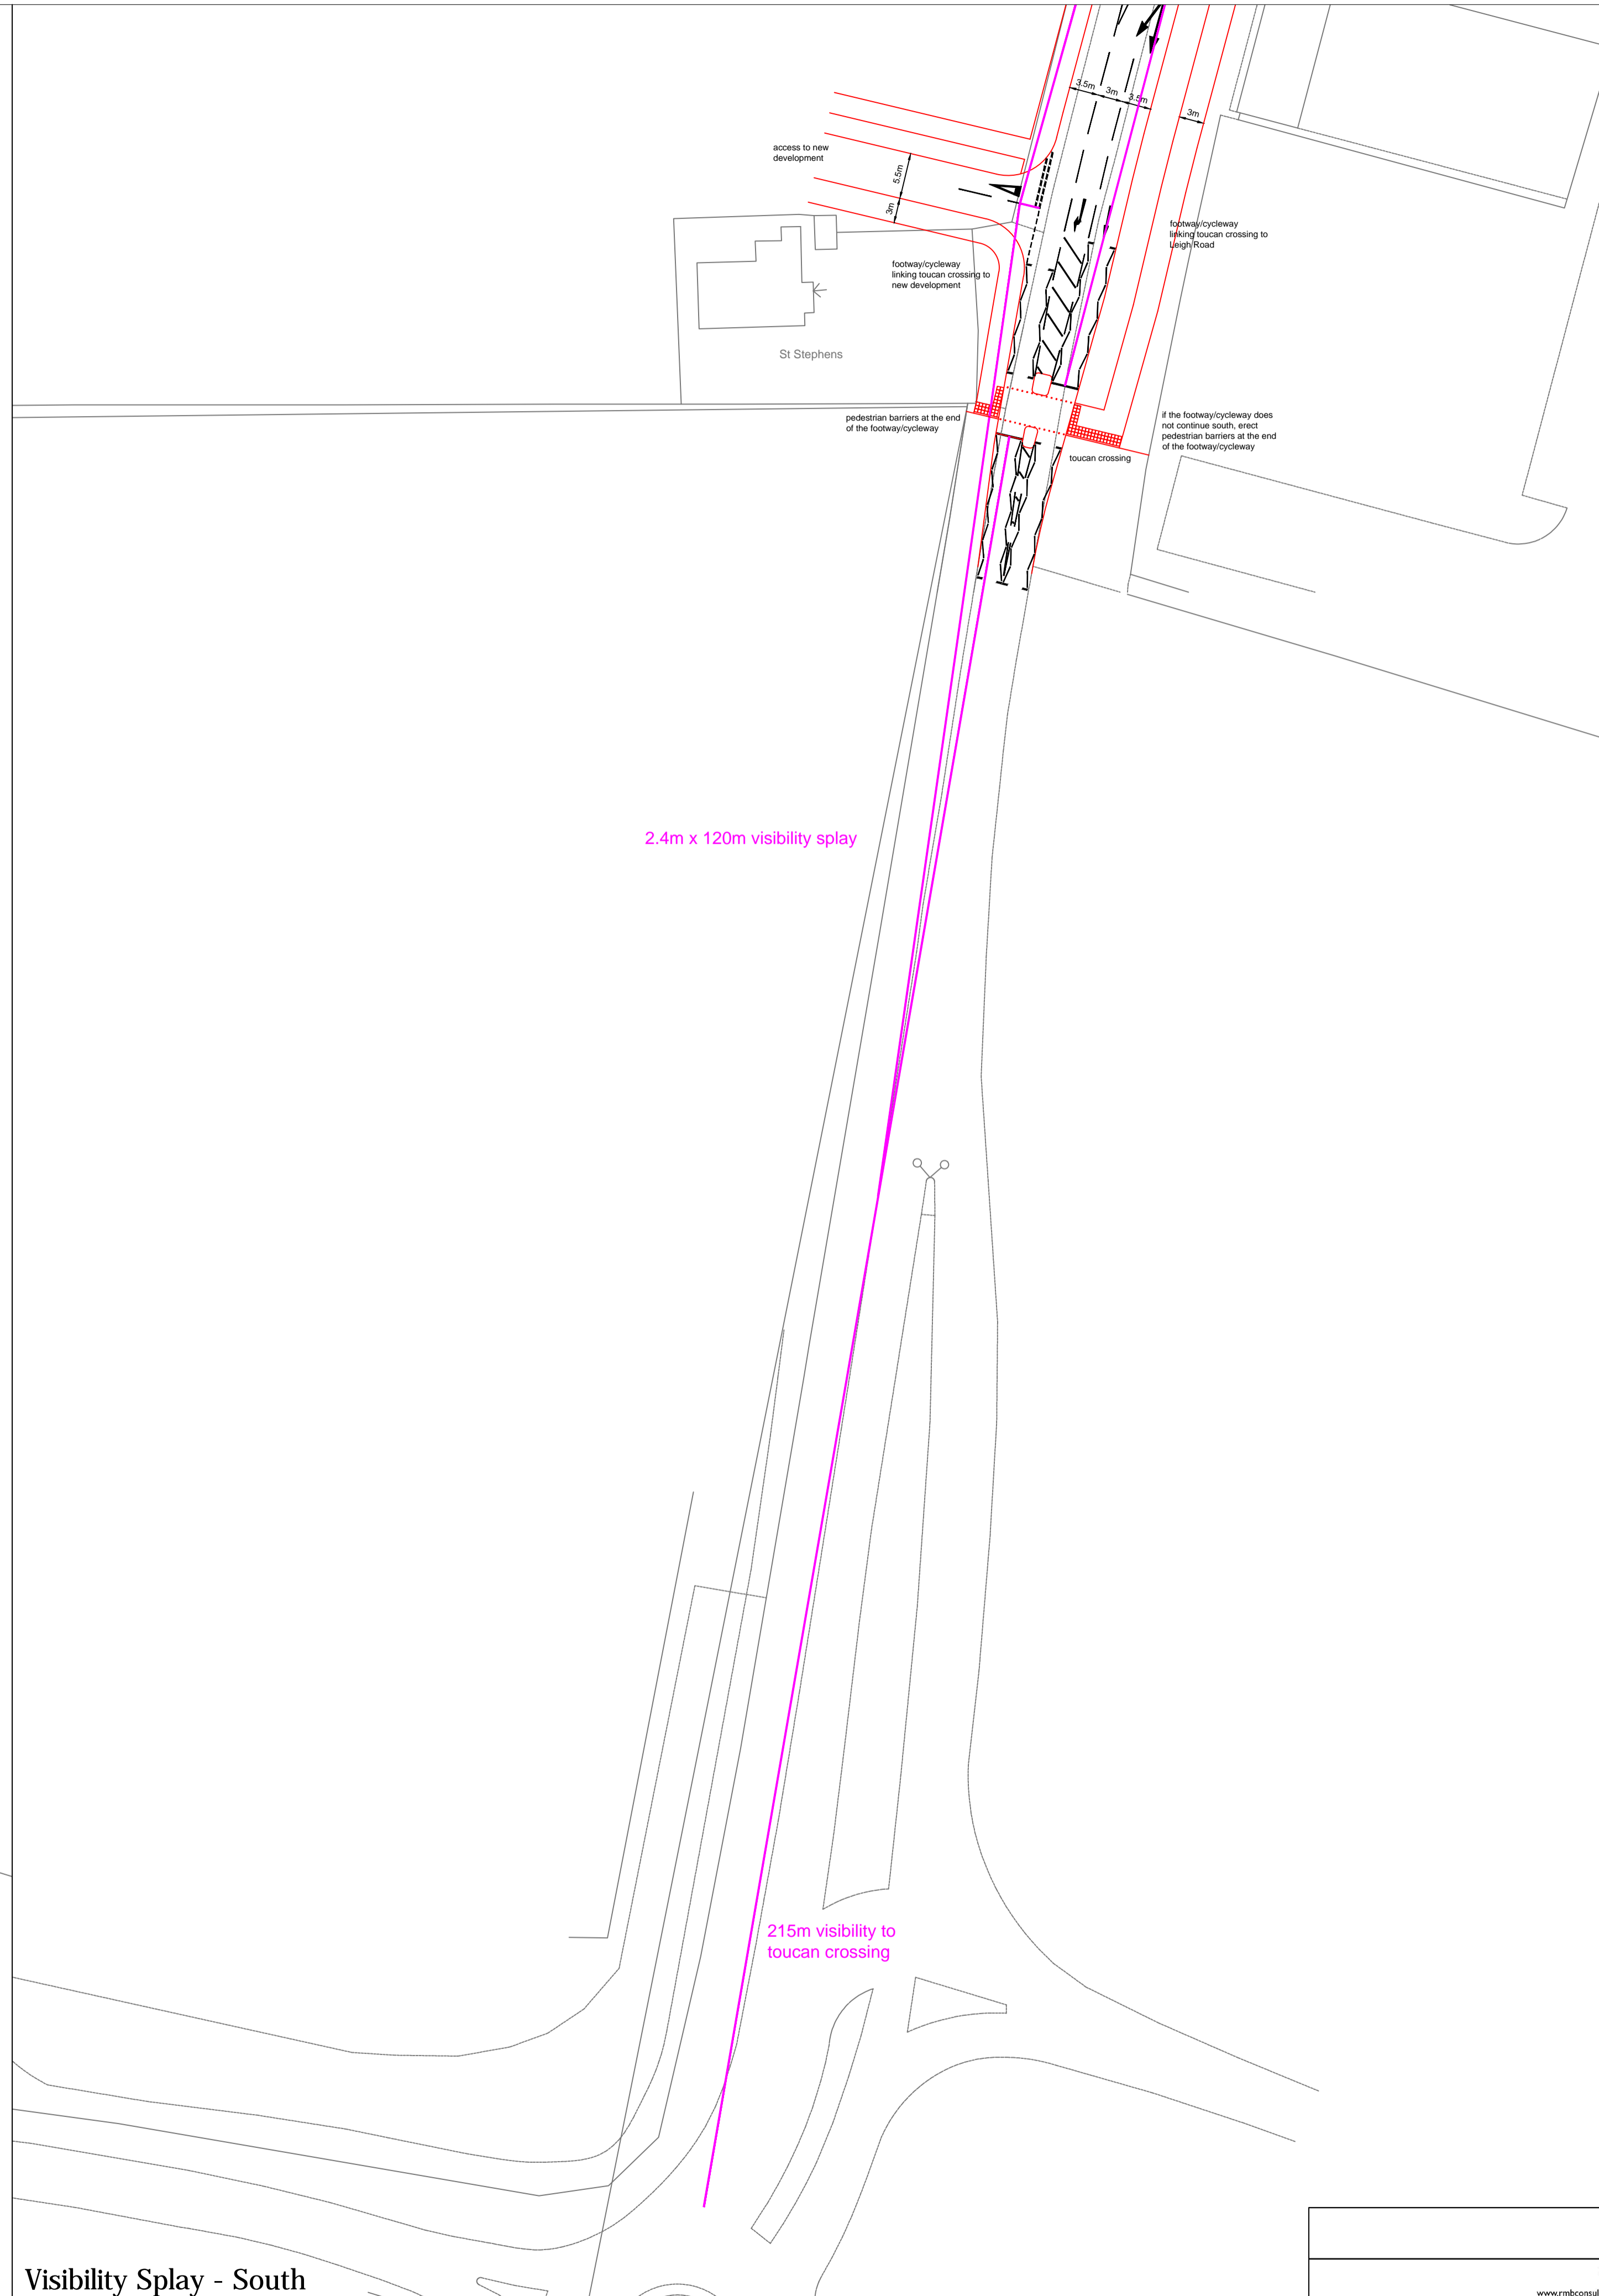 3.5m
3m
3.5m
3m
access to new
development
5.5m
3m
footway/cycleway
linking toucan crossing to
Leigh Road
footway/cycleway
linking toucan crossing to
new development
St Stephens
pedestrian barriers at the end
of the footway/cycleway
if the footway/cycleway does
not continue south, erect
pedestrian barriers at the end
of the footway/cycleway
toucan crossing
2.4m x 120m visibility splay
215m visibility to
toucan crossing
Visibility Splay - South
www.rmbconsul